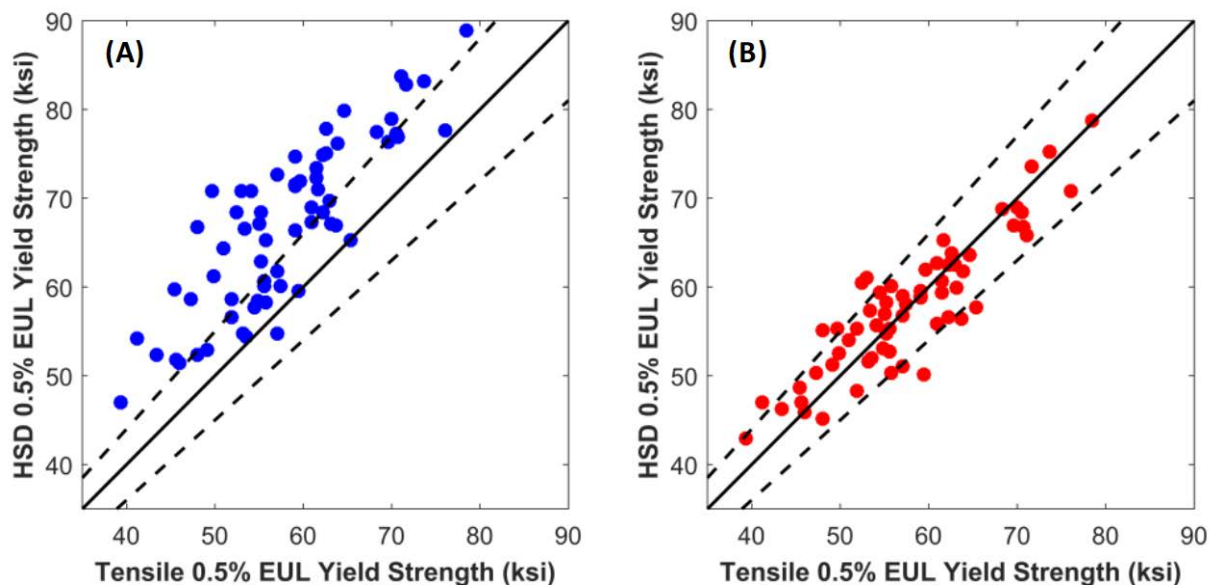 (A)
HSD 0.5% EUL Yield Strength (ksi)
90
80
70
60
50
40
40 50 60 70 80 90
Tensile 0.5% EUL Yield Strength (ksi)
(B)
HSD 0.5% EUL Yield Strength (ksi)
90
80
70
60
50
40
40 50 60 70 80 90
Tensile 0.5% EUL Yield Strength (ksi)